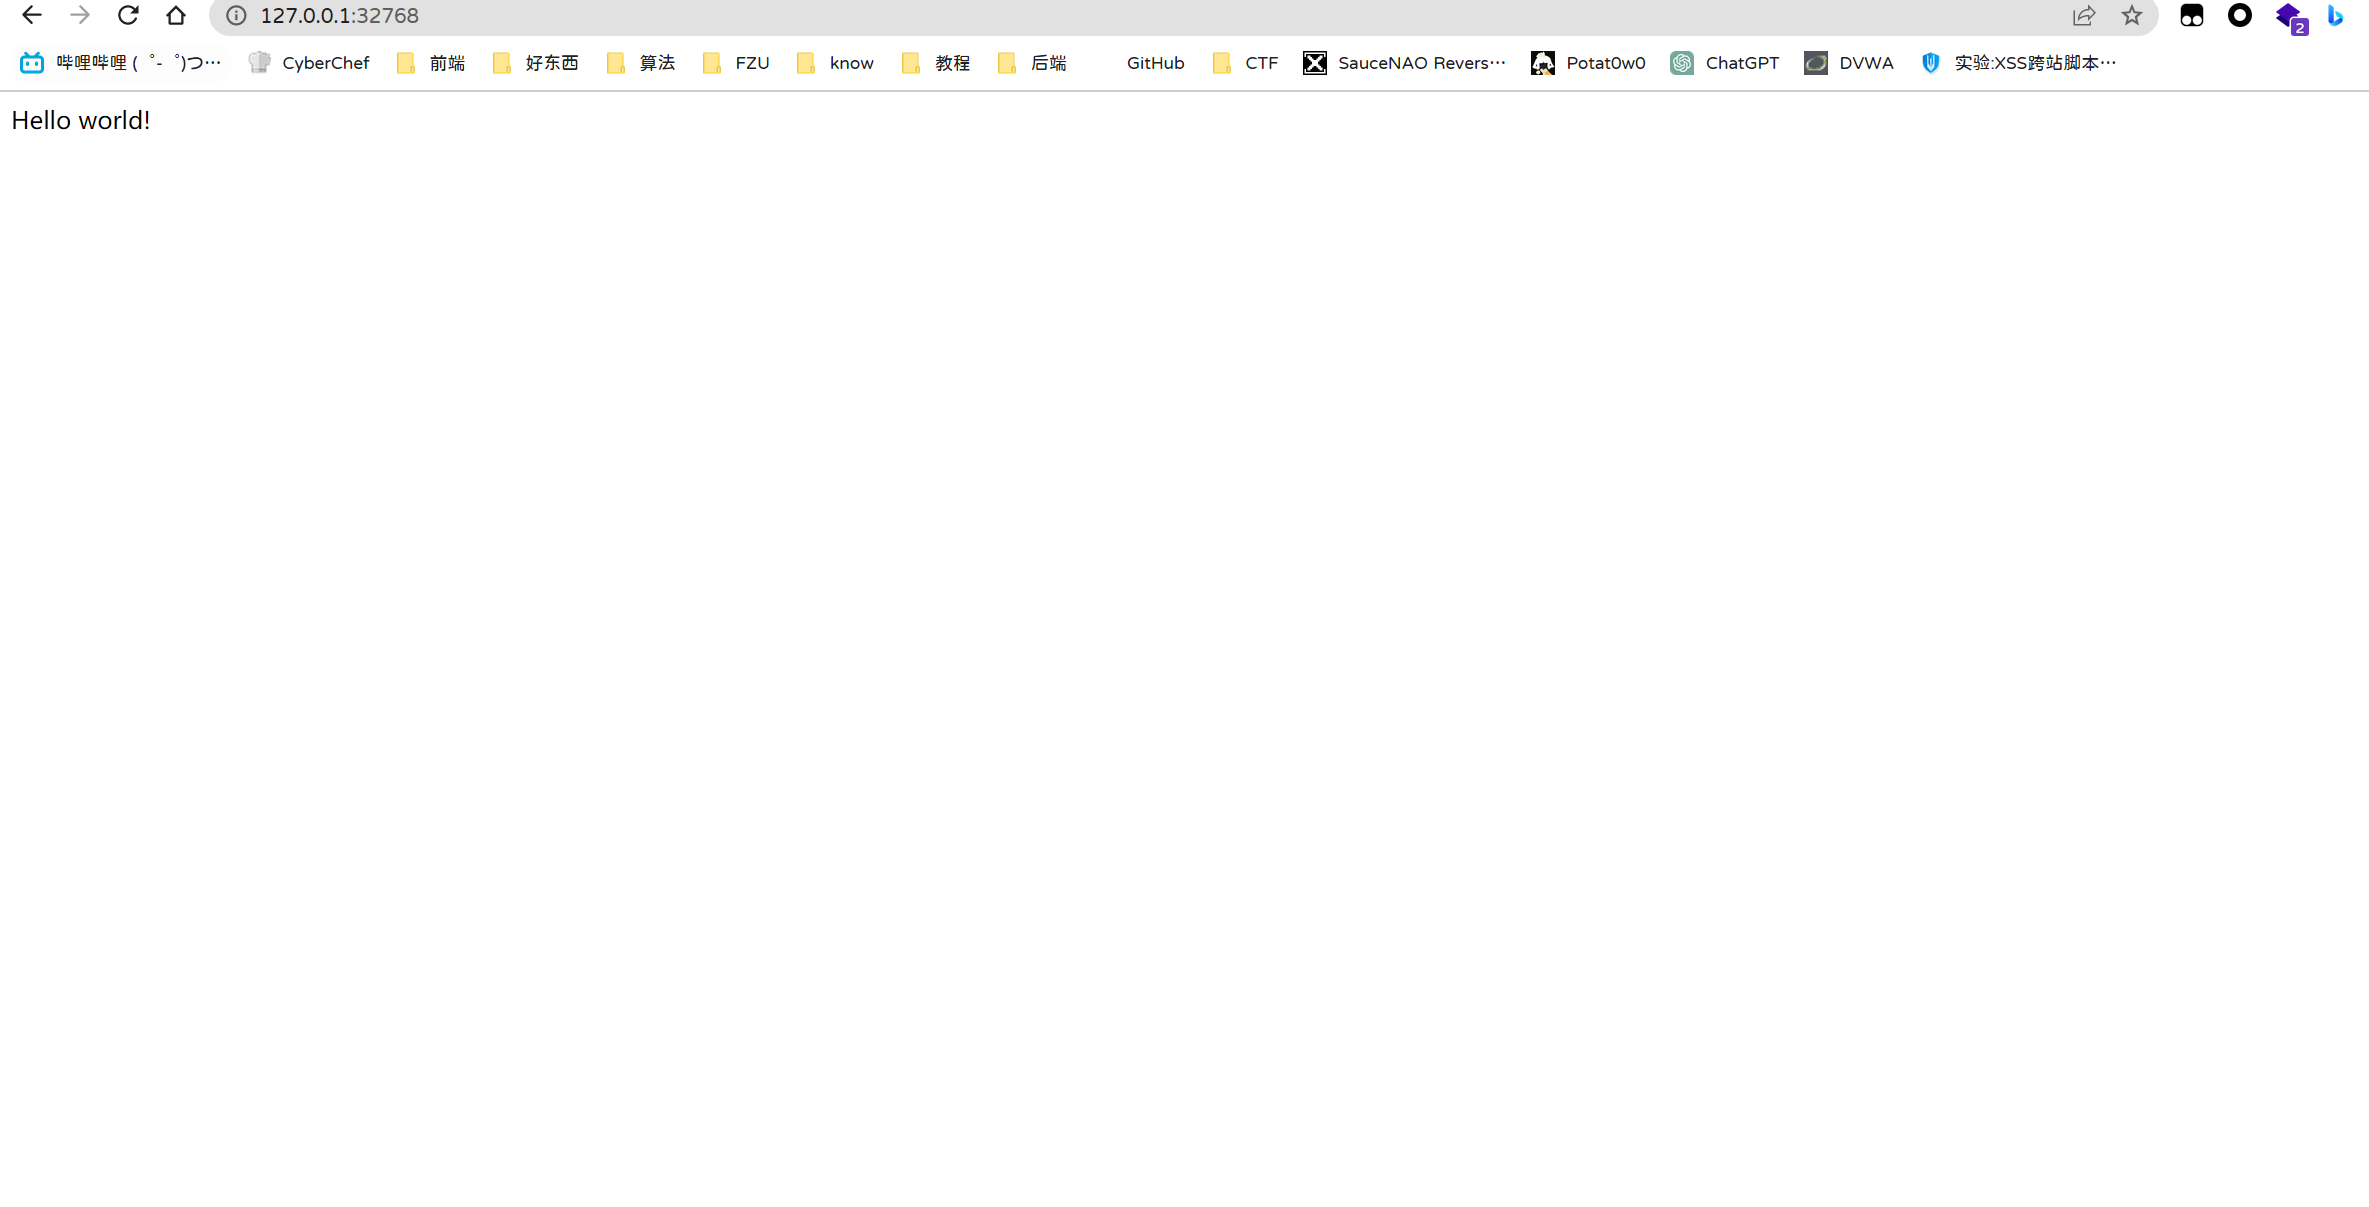 127.0.0.1:32768
哔哩哔哩 (゜-゜)つ… CyberChef 前端 好东西 算法 FZU know 教程 后端 GitHub CTF SauceNAO Revers… Potat0w0 ChatGPT DVWA 实验:XSS跨站脚本…
2
Hello world!